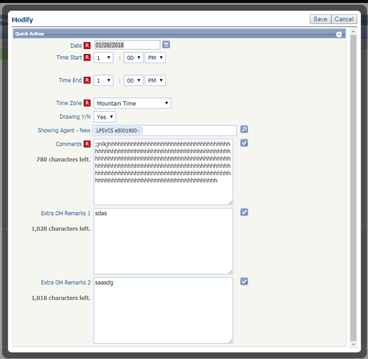 Modify
Save Cancel
Quick Action
Date R 01/26/2018
Time Start R 1 : 00 PM
Time End R 1 : 00 PM
Time Zone R Mountain Time
Drawing Y/N Yes
Showing Agent - New
Comments R
780 characters left.
Extra OH Remarks 1 sdas
1,020 characters left.
Extra OH Remarks 2 saasdg
1,018 characters left.